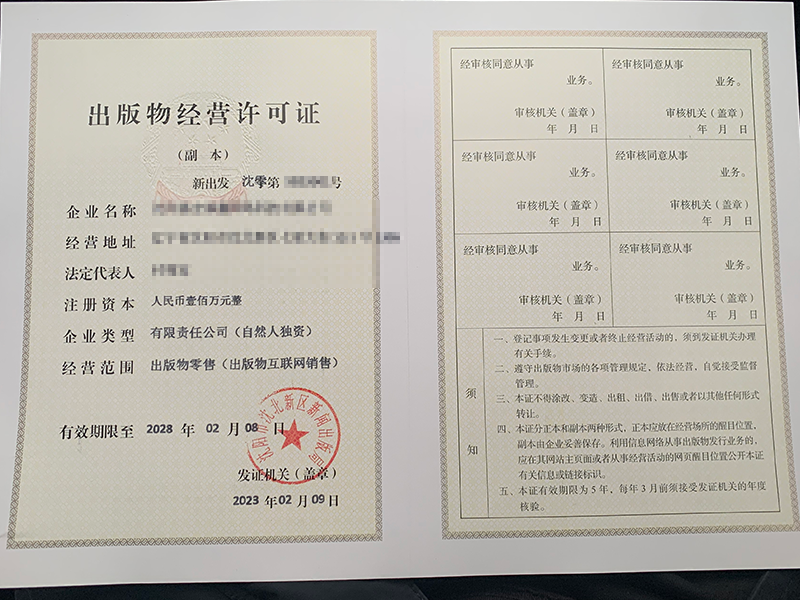 出版物经营许可证
（副 本）
新出发 沈零第 号
企业名称
经营地址
法定代表人
注册资本 人民币壹佰万元整
企业类型 有限责任公司（自然人独资）
经营范围 出版物零售（出版物互联网销售）
有效期限至 2028 年 02 月 08 日
发证机关（盖章）
2023 年 02 月 09 日
经审核同意从事
业务。
审核机关（盖章）
年 月 日
经审核同意从事
业务。
审核机关（盖章）
年 月 日
经审核同意从事
业务。
审核机关（盖章）
年 月 日
经审核同意从事
业务。
审核机关（盖章）
年 月 日
经审核同意从事
业务。
审核机关（盖章）
年 月 日
经审核同意从事
业务。
审核机关（盖章）
年 月 日
须知
一、登记事项发生变更或者终止经营活动的，须到发证机关办理
有关手续。
二、遵守出版物市场的各项管理规定，依法经营，自觉接受监督
管理。
三、本证不得涂改、变造、出租、出借、出售或者以其他任何形式
转让。
四、本证分正本和副本两种形式，正本应放在经营场所的醒目位置，
副本由企业妥善保存。利用信息网络从事出版物发行业务的，
应在其网站主页面或者从事经营活动的网页醒目位置公开本证
有关信息或链接标识。
五、本证有效期限为 5 年，每年 3 月前须接受发证机关的年度
核验。